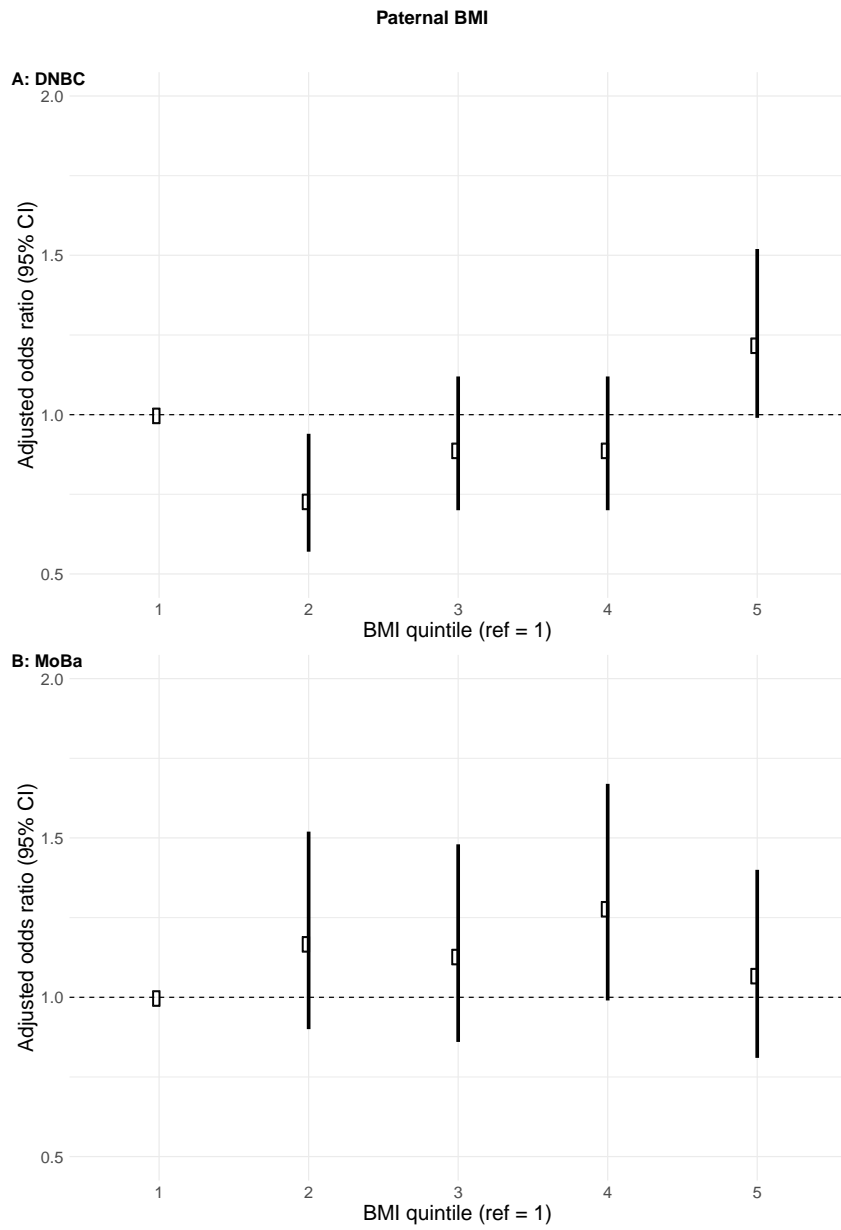 Paternal BMI
A: DNBC
2.0
1.5
1.0
0.5
Adjusted odds ratio (95% CI)
1 2 3 4 5
BMI quintile (ref = 1)
B: MoBa
2.0
1.5
1.0
0.5
Adjusted odds ratio (95% CI)
1 2 3 4 5
BMI quintile (ref = 1)